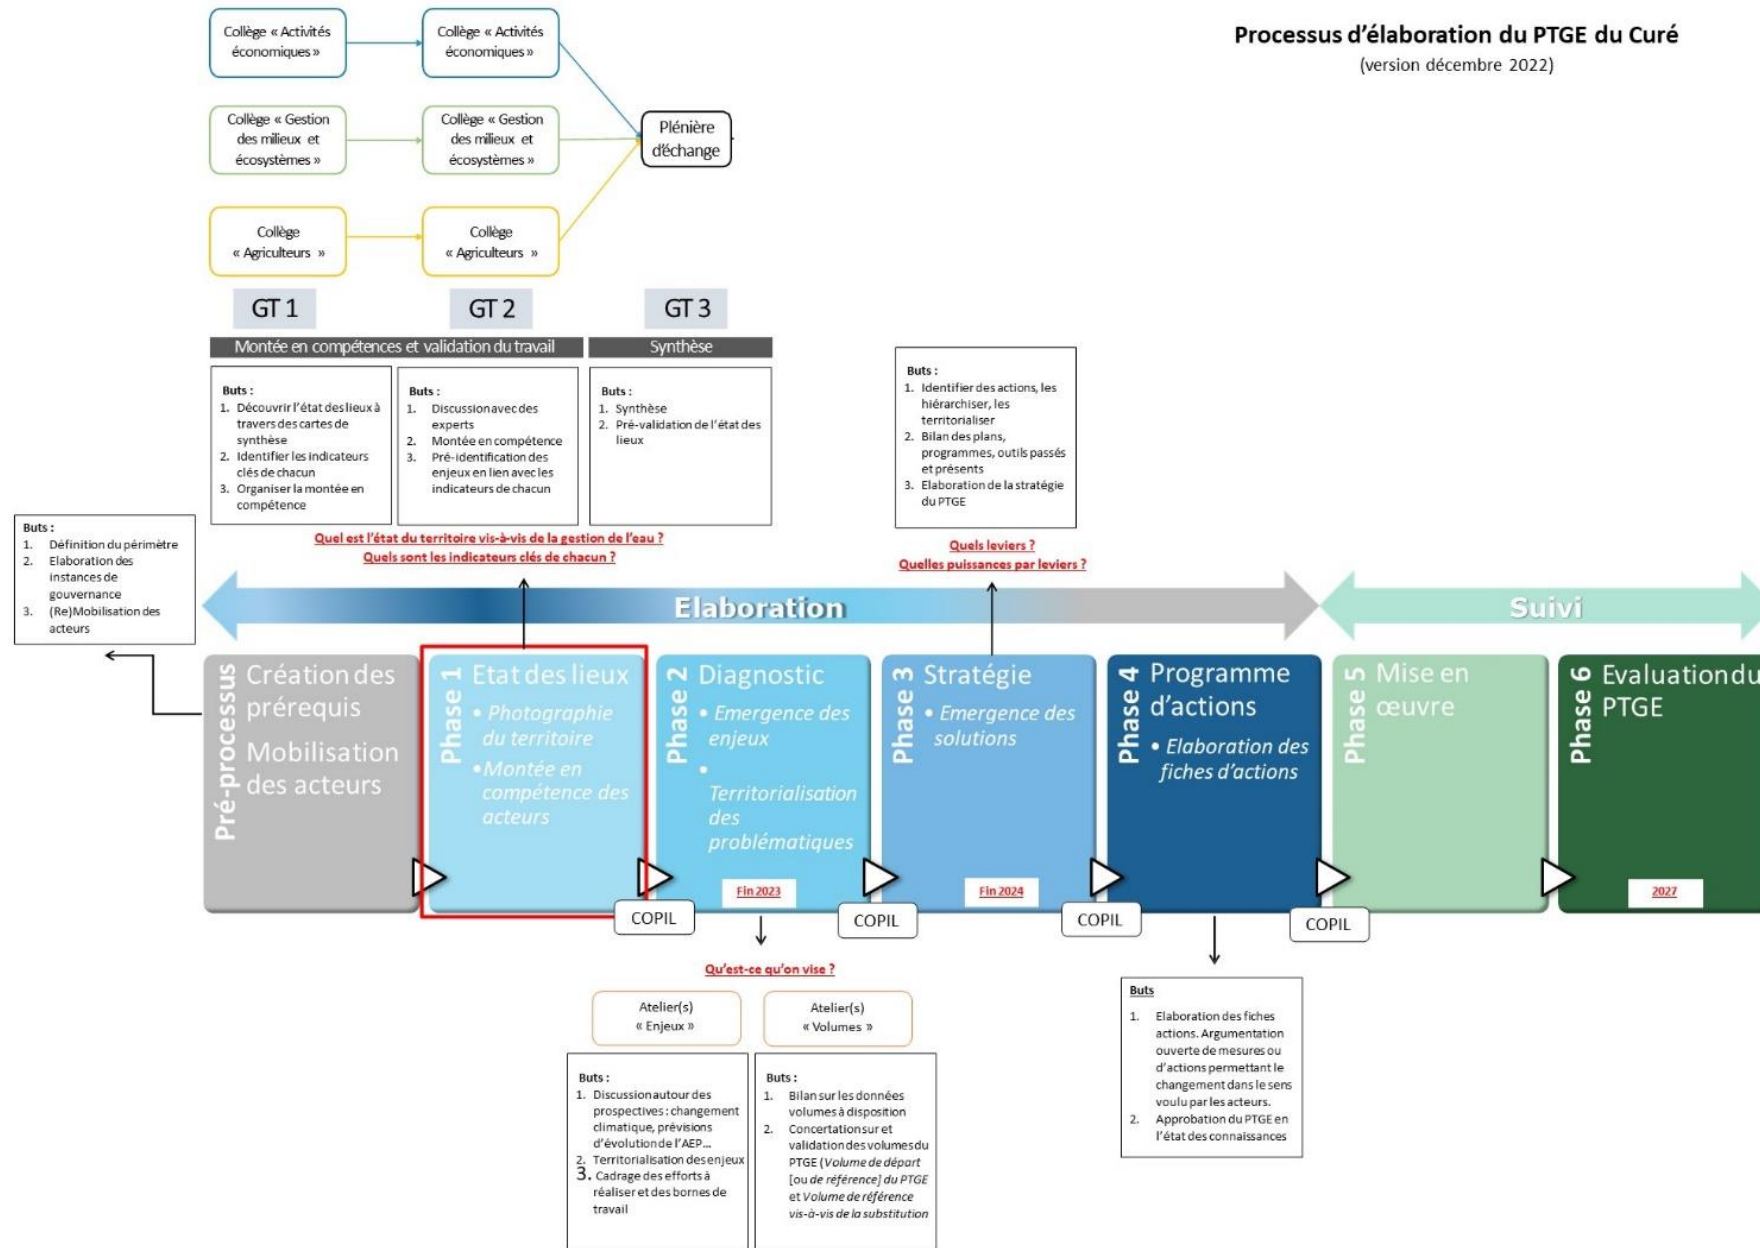 Processus d'élaboration du PTGE du Curé
(version décembre 2022)
Collège « Activités
économiques »
Collège « Activités
économiques »
Collège « Gestion
des milieux et
écosystèmes »
Collège « Gestion
des milieux et
écosystèmes »
Plénière
d'échange
Collège
« Agriculteurs »
Collège
« Agriculteurs »
GT 1
GT 2
GT 3
Montée en compétences et validation du travail
Synthèse
Buts :
1. Découvrir l'état des lieux à
travers des cartes de
synthèse
2. Identifier les indicateurs
clés de chacun
3. Organiser la montée en
compétence
Buts :
1. Discussion avec des
experts
2. Montée en compétence
3. Pré-identification des
enjeux en lien avec les
indicateurs de chacun
Buts :
1. Synthèse
2. Pré-validation de l'état des
lieux
Buts :
1. Identifier des actions, les
hiérarchiser, les
territorialiser
2. Bilan des plans,
programmes, outils passés
et présents
3. Elaboration de la stratégie
du PTGE
Buts :
1. Définition du périmètre
2. Elaboration des
instances de
gouvernance
3. (Re)Mobilisation des
acteurs
Quel est l'état du territoire vis-à-vis de la gestion de l'eau ?
Quels sont les indicateurs clés de chacun ?
Quels leviers ?
Quelles puissances par leviers ?
Elaboration
Suivi
Pré-processus
Création des
prérequis
Mobilisation
des acteurs
Phase 1
Etat des lieux
• Photographie
du territoire
• Montée en
compétence des
acteurs
Phase 2
Diagnostic
• Emergence des
enjeux
•
Territorialisation
des
problématiques
Fin 2023
Phase 3
Stratégie
• Emergence des
solutions
Fin 2024
Phase 4
Programme
d'actions
• Elaboration des
fiches d'actions
Phase 5
Mise en
œuvre
Phase 6
Evaluation du
PTGE
2027
COPIL
COPIL
COPIL
COPIL
Qu'est-ce qu'on vise ?
Atelier(s)
« Enjeux »
Atelier(s)
« Volumes »
Buts :
1. Discussion autour des
prospectives : changement
climatique, prévisions
d'évolution de l'AEP...
2. Territorialisation des enjeux
3. Cadrage des efforts à
réaliser et des bornes de
travail
Buts :
1. Bilan sur les données
volumes à disposition
2. Concertation sur et
validation des volumes du
PTGE (Volume de départ
[ou de référence] du PTGE
et Volume de référence
vis-à-vis de la substitution
Buts
1. Elaboration des fiches
actions. Argumentation
ouverte de mesures ou
d'actions permettant le
changement dans le sens
voulu par les acteurs.
2. Approbation du PTGE en
l'état des connaissances